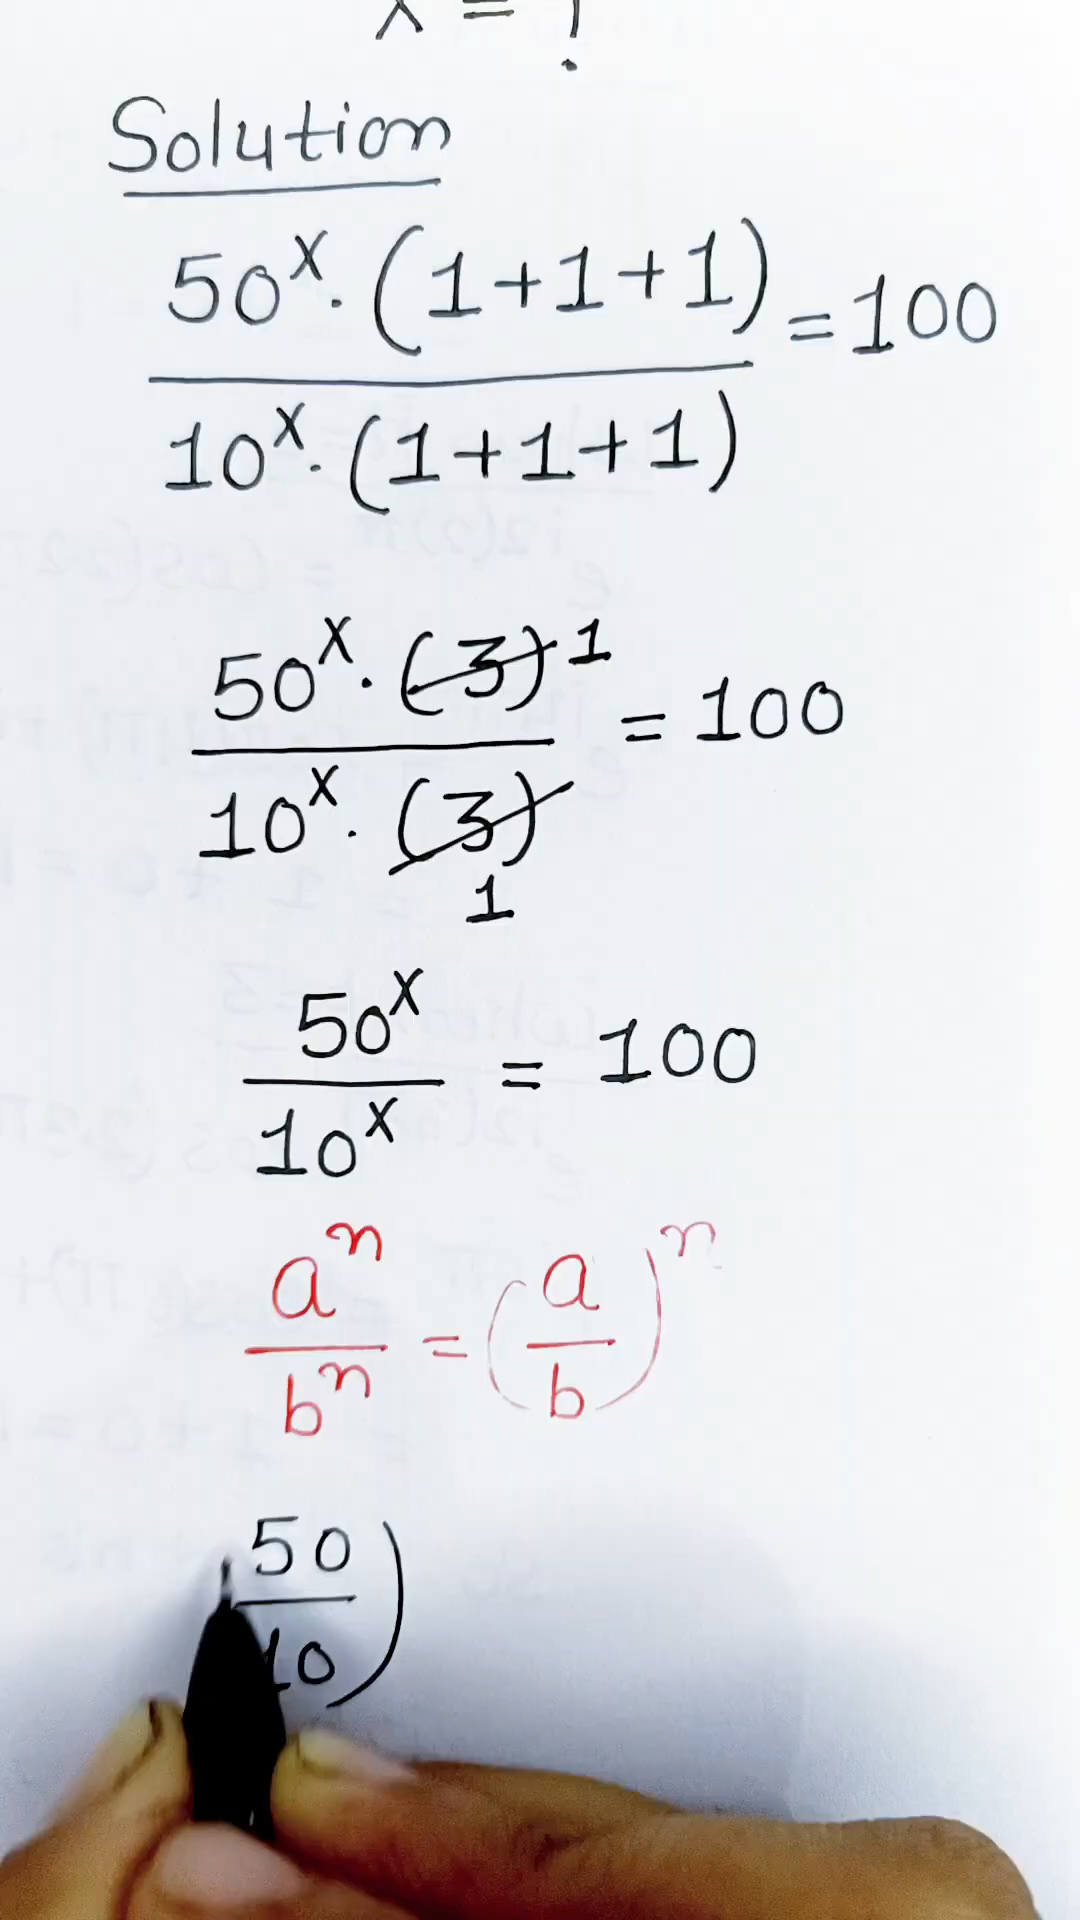 x = ?
Solution
50^x · (1+1+1) / 10^x · (1+1+1) = 100
50^x · (3) 1 / 10^x · (3) 1 = 100
50^x / 10^x = 100
a^n / b^n = (a / b)^n
50 / 10 )